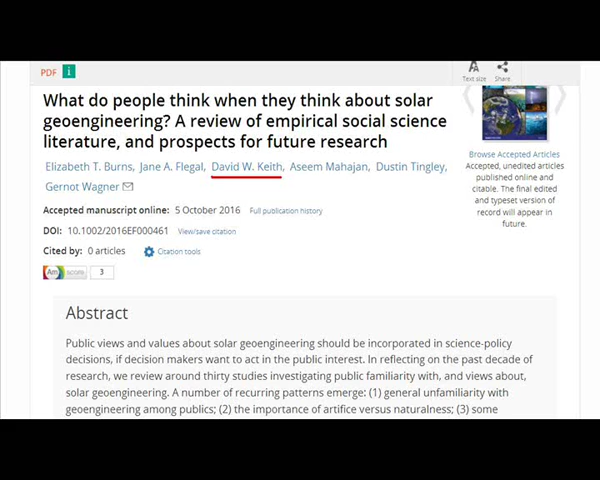 PDF i
Text size
Share
What do people think when they think about solar
geoengineering? A review of empirical social science
literature, and prospects for future research
Elizabeth T. Burns, Jane A. Flegal, David W. Keith, Aseem Mahajan, Dustin Tingley,
Gernot Wagner
Accepted manuscript online: 5 October 2016 Full publication history
DOI: 10.1002/2016EF000461 View/save citation
Cited by: 0 articles Citation tools
Am score 3
Browse Accepted Articles
Accepted, unedited articles
published online and
citable. The final edited
and typeset version of
record will appear in
future.
Abstract
Public views and values about solar geoengineering should be incorporated in science-policy
decisions, if decision makers want to act in the public interest. In reflecting on the past decade of
research, we review around thirty studies investigating public familiarity with, and views about,
solar geoengineering. A number of recurring patterns emerge: (1) general unfamiliarity with
geoengineering among publics; (2) the importance of artifice versus naturalness; (3) some